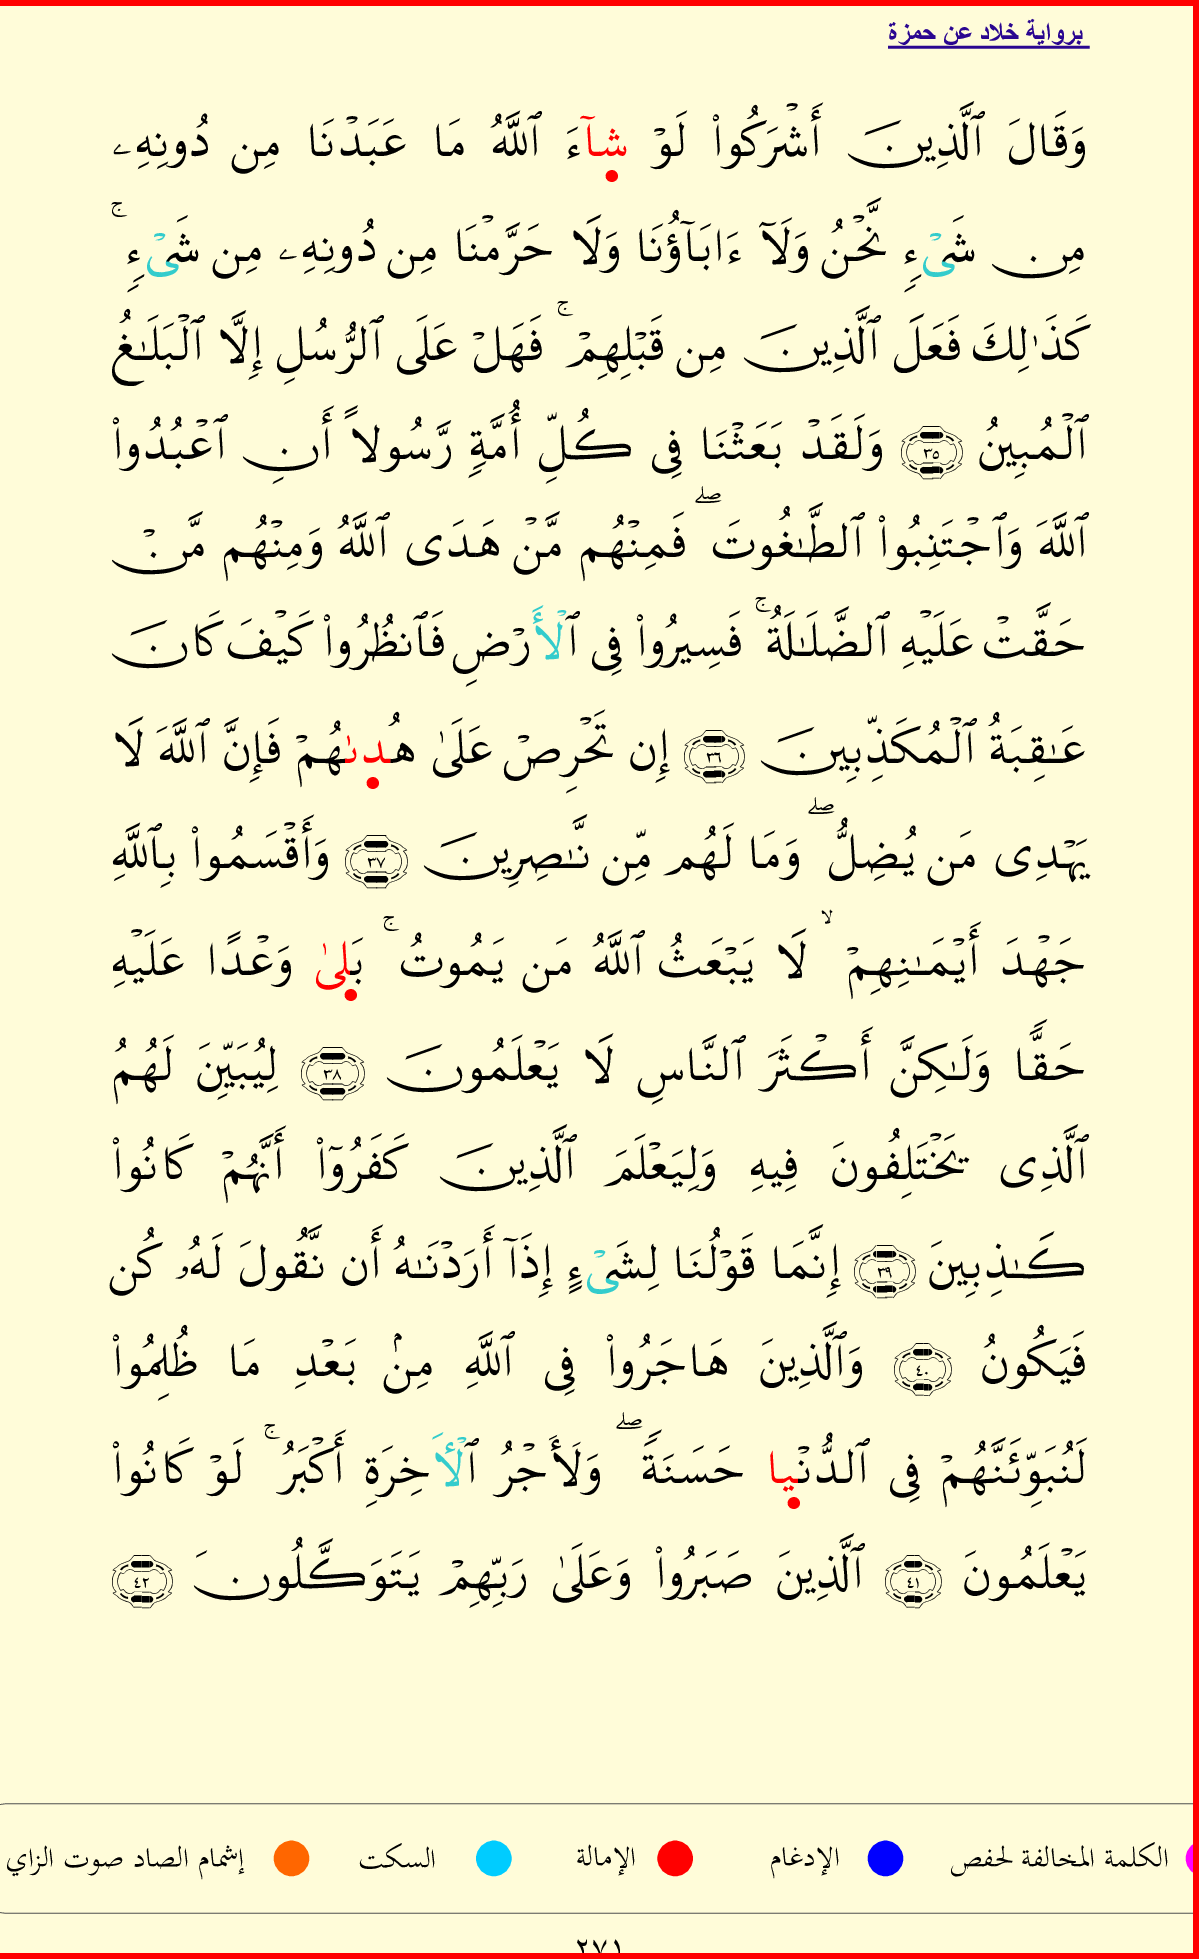 برواية خلاد عن حمزة
وَقَالَ ٱلَّذِينَ أَشْرَكُوا۟ لَوْ شَآءَ ٱللَّهُ مَا عَبَدْنَا مِن دُونِهِۦ
مِن شَىْءٍ نَّحْنُ وَلَآ ءَابَآؤُنَا وَلَا حَرَّمْنَا مِن دُونِهِۦ مِن شَىْءٍ ۚ
كَذَٰلِكَ فَعَلَ ٱلَّذِينَ مِن قَبْلِهِمْ ۚ فَهَلْ عَلَى ٱلرُّسُلِ إِلَّا ٱلْبَلَٰغُ
ٱلْمُبِينُ ٣٥ وَلَقَدْ بَعَثْنَا فِى كُلِّ أُمَّةٍ رَّسُولًا أَنِ ٱعْبُدُوا۟
ٱللَّهَ وَٱجْتَنِبُوا۟ ٱلطَّٰغُوتَ ۖ فَمِنْهُم مَّنْ هَدَى ٱللَّهُ وَمِنْهُم مَّنْ
حَقَّتْ عَلَيْهِ ٱلضَّلَٰلَةُ ۚ فَسِيرُوا۟ فِى ٱلْأَرْضِ فَٱنظُرُوا۟ كَيْفَ كَانَ
عَٰقِبَةُ ٱلْمُكَذِّبِينَ ٣٦ إِن تَحْرِصْ عَلَىٰ هُدِىٰهُمْ فَإِنَّ ٱللَّهَ لَا
يَهْدِى مَن يُضِلُّ ۖ وَمَا لَهُم مِّن نَّٰصِرِينَ ٣٧ وَأَقْسَمُوا۟ بِٱللَّهِ
جَهْدَ أَيْمَٰنِهِمْ ۙ لَا يَبْعَثُ ٱللَّهُ مَن يَمُوتُ ۚ بَلِىٰ وَعْدًا عَلَيْهِ
حَقًّا وَلَٰكِنَّ أَكْثَرَ ٱلنَّاسِ لَا يَعْلَمُونَ ٣٨ لِيُبَيِّنَ لَهُمُ
ٱلَّذِى يَخْتَلِفُونَ فِيهِ وَلِيَعْلَمَ ٱلَّذِينَ كَفَرُوٓا۟ أَنَّهُمْ كَانُوا۟
كَٰذِبِينَ ٣٩ إِنَّمَا قَوْلُنَا لِشَىْءٍ إِذَآ أَرَدْنَٰهُ أَن نَّقُولَ لَهُۥ كُن
فَيَكُونُ ٤٠ وَٱلَّذِينَ هَاجَرُوا۟ فِى ٱللَّهِ مِنۢ بَعْدِ مَا ظُلِمُوا۟
لَنُبَوِّئَنَّهُمْ فِى ٱلدُّنْيا حَسَنَةً ۖ وَلَأَجْرُ ٱلْأَخِرَةِ أَكْبَرُ ۚ لَوْ كَانُوا۟
يَعْلَمُونَ ٤١ ٱلَّذِينَ صَبَرُوا۟ وَعَلَىٰ رَبِّهِمْ يَتَوَكَّلُونَ ٤٢
الكلمة المخالفة لحفص الإدغام الإمالة السكت إشمام الصاد صوت الزاي
٢٧١